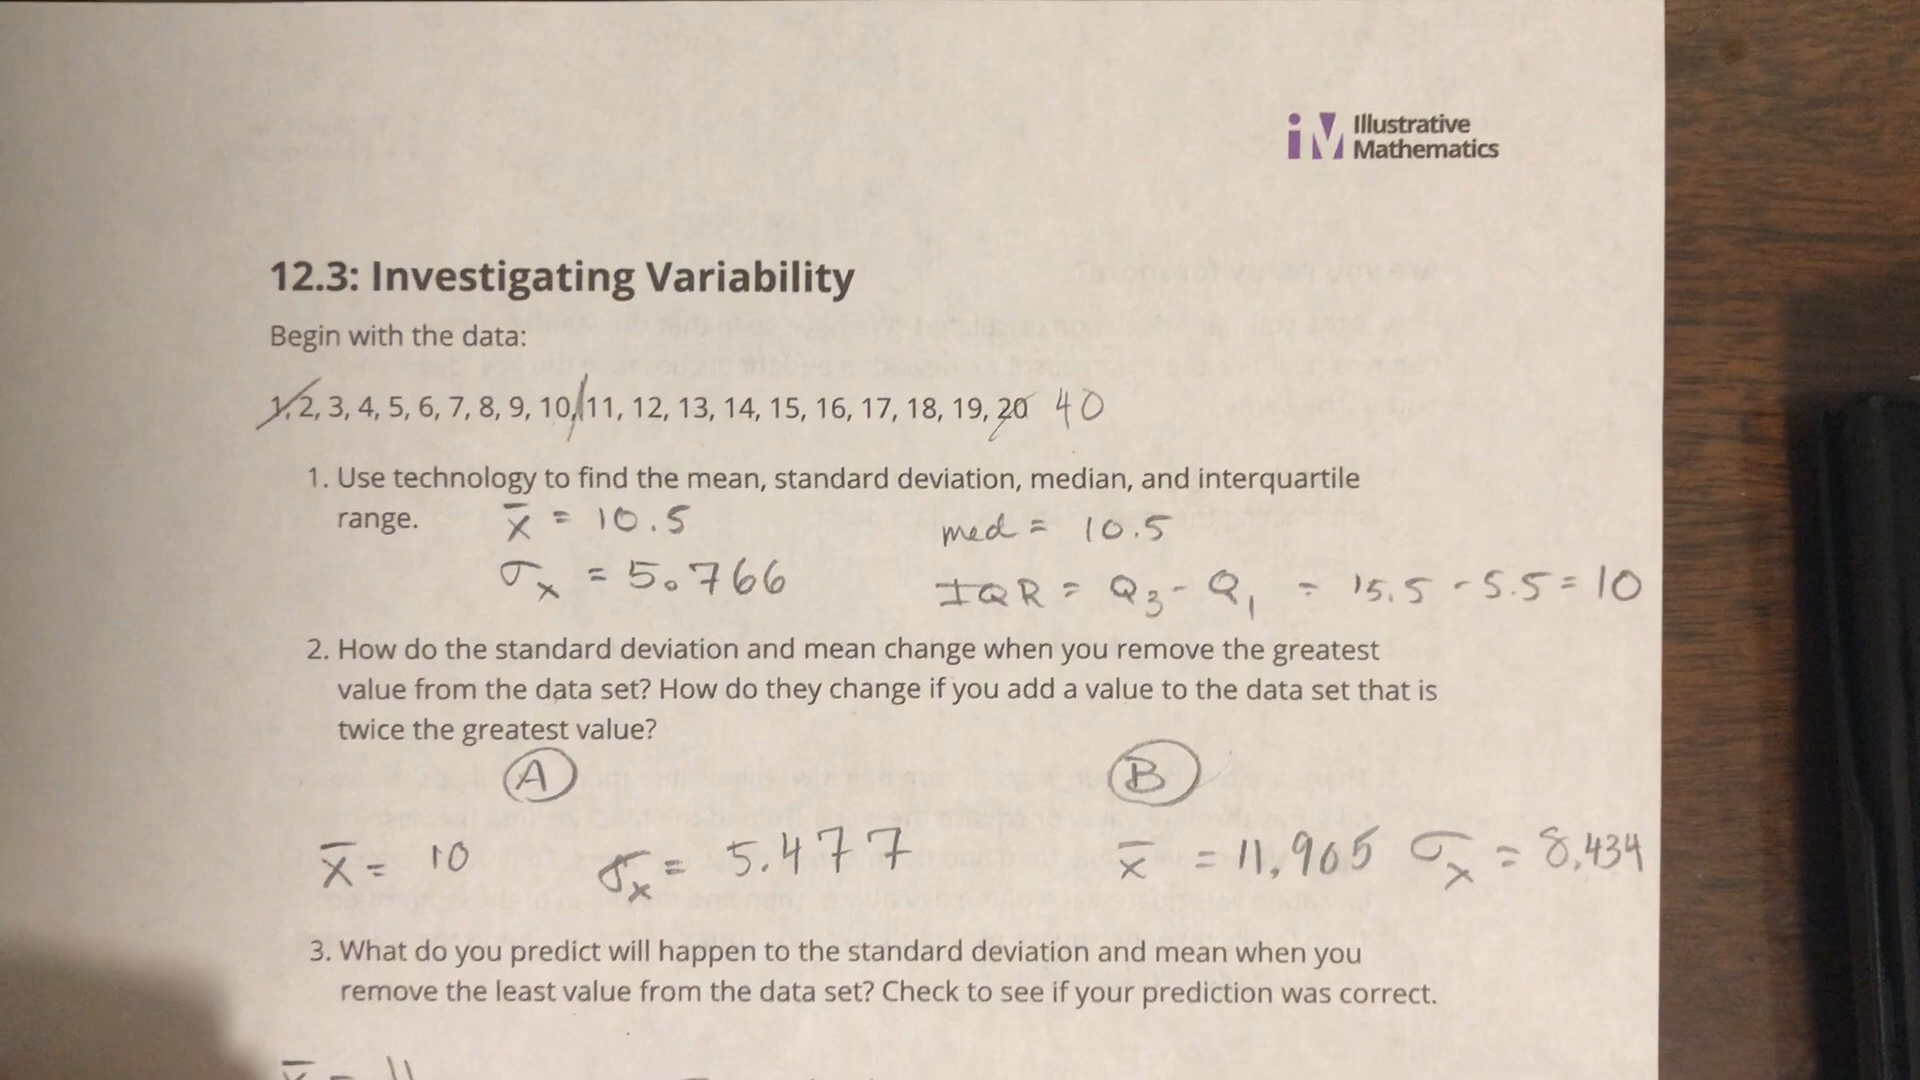 Illustrative
Mathematics
12.3: Investigating Variability
Begin with the data:
1, 2, 3, 4, 5, 6, 7, 8, 9, 10, 11, 12, 13, 14, 15, 16, 17, 18, 19, 20 40
1. Use technology to find the mean, standard deviation, median, and interquartile
range. x̄ = 10.5 med = 10.5
σx = 5.766 IQR = Q3 - Q1 = 15.5 - 5.5 = 10
2. How do the standard deviation and mean change when you remove the greatest
value from the data set? How do they change if you add a value to the data set that is
twice the greatest value?
A B
x̄ = 10 σx = 5.477 x̄ = 11.905 σx = 8.434
3. What do you predict will happen to the standard deviation and mean when you
remove the least value from the data set? Check to see if your prediction was correct.
x̄ = 11